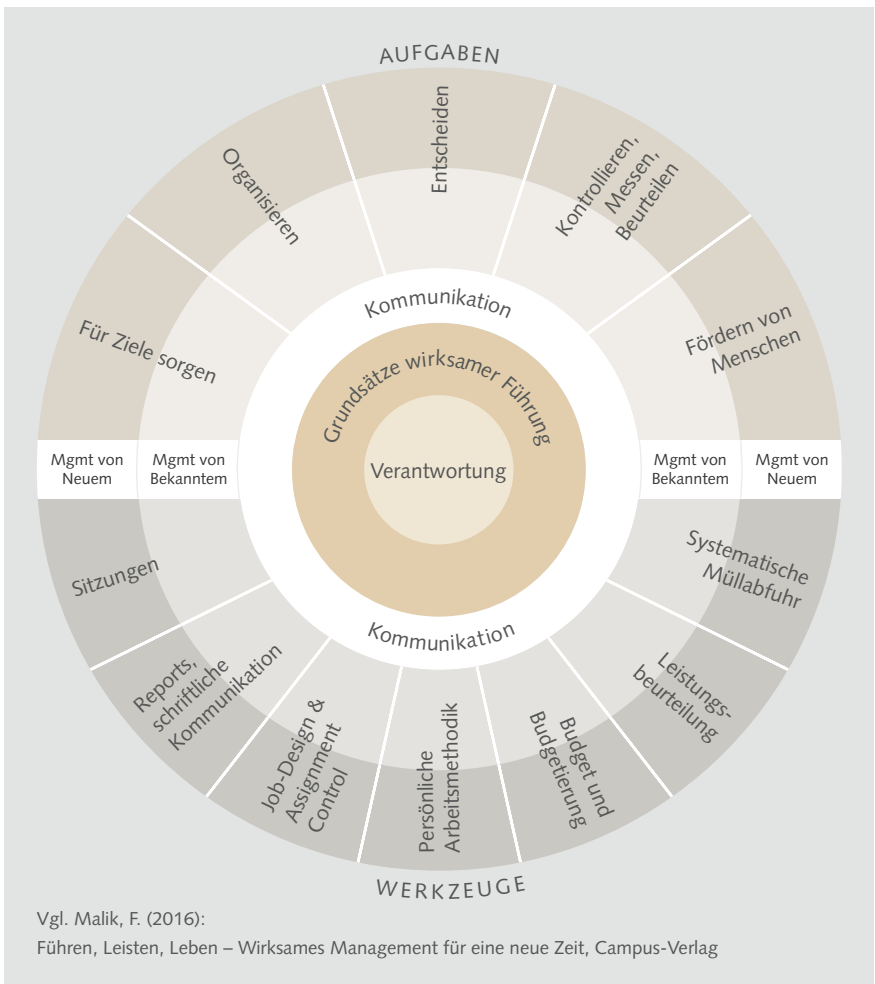 AUFGABEN
Für Ziele sorgen
Organisieren
Entscheiden
Kontrollieren,
Messen,
Beurteilen
Fördern von
Menschen
Kommunikation
Grundsätze wirksamer Führung
Verantwortung
Mgmt von
Neuem
Mgmt von
Bekanntem
Mgmt von
Bekanntem
Mgmt von
Neuem
Kommunikation
Sitzungen
Reports,
schriftliche
Kommunikation
Job-Design &
Assignment
Control
Persönliche
Arbeitsmethodik
Budget und
Budgetierung
Leistungs-
beurteilung
Systematische
Müllabfuhr
WERKZEUGE
Vgl. Malik, F. (2016):
Führen, Leisten, Leben – Wirksames Management für eine neue Zeit, Campus-Verlag